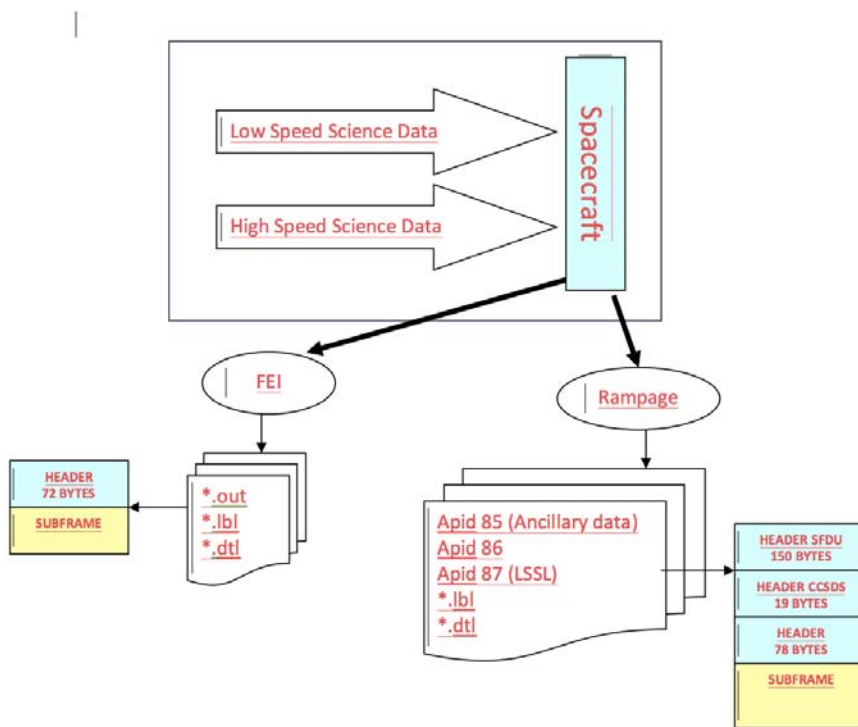 Low Speed Science Data
High Speed Science Data
Spacecraft
FEI
Rampage
HEADER
72 BYTES
SUBFRAME
*.out
*.lbl
*.dtl
Apid 85 (Ancillary data)
Apid 86
Apid 87 (LSSL)
*.lbl
*.dtl
HEADER SFDU
150 BYTES
HEADER CCSDS
19 BYTES
HEADER
78 BYTES
SUBFRAME